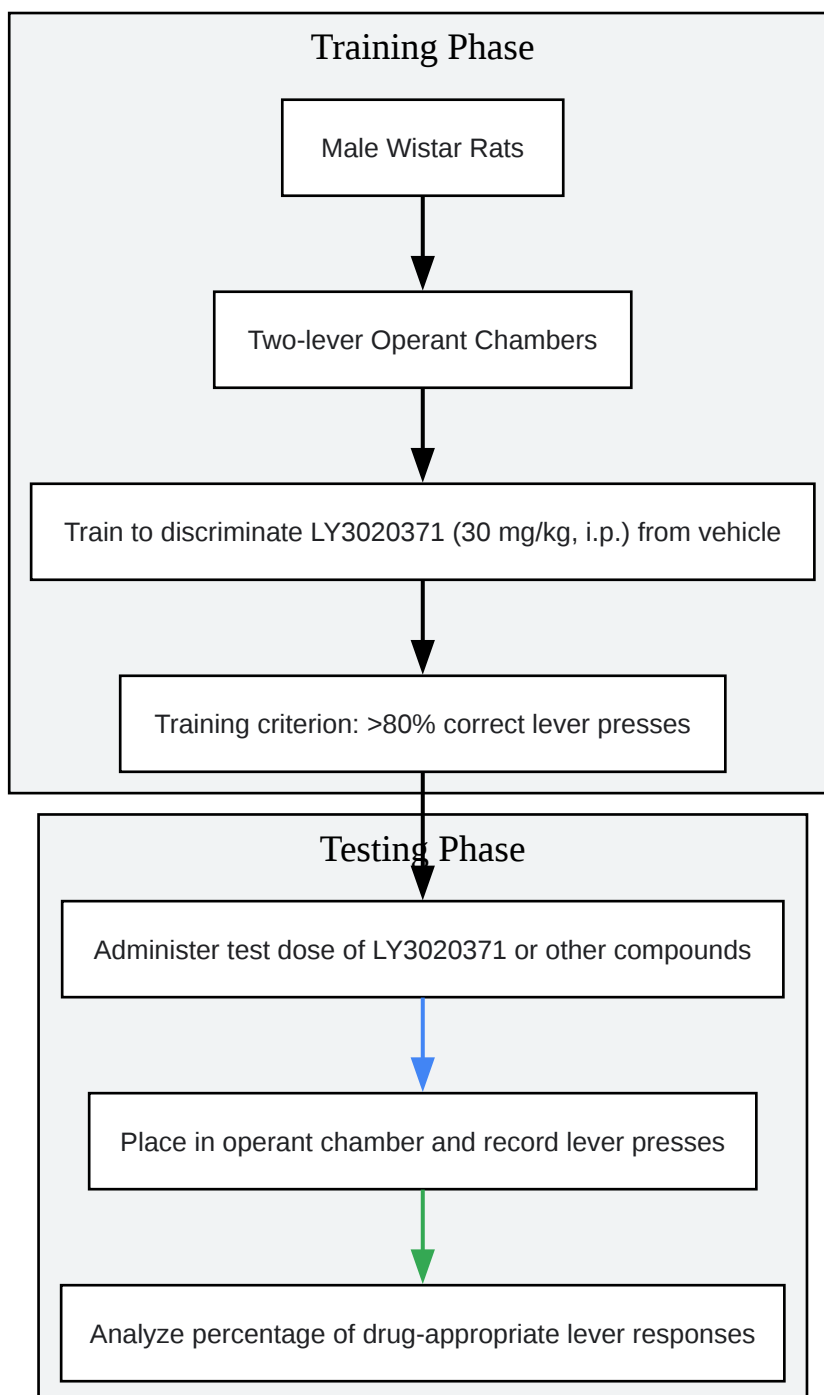 Training Phase
Male Wistar Rats
Two-lever Operant Chambers
Train to discriminate LY3020371 (30 mg/kg, i.p.) from vehicle
Training criterion: >80% correct lever presses
Testing Phase
Administer test dose of LY3020371 or other compounds
Place in operant chamber and record lever presses
Analyze percentage of drug-appropriate lever responses